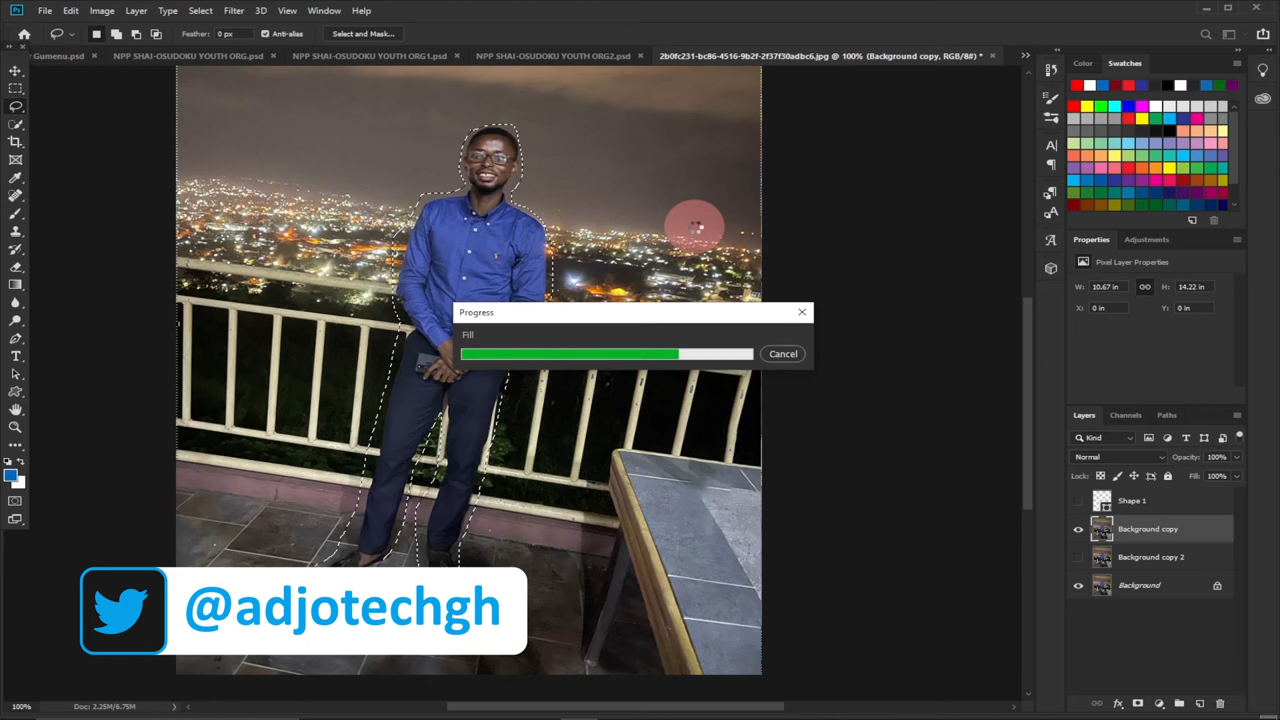 File Edit Image Layer Type Select Filter 3D View Window Help
Feather: 0 px Anti-alias Select and Mask...
Gumenu.psd × NPP SHAI-OSUDOKU YOUTH ORG.psd × NPP SHAI-OSUDOKU YOUTH ORG1.psd × NPP SHAI-OSUDOKU YOUTH ORG2.psd × 2b0fc231-bc86-4516-9b2f-2f37f30adbc6.jpg @ 100% (Background copy, RGB/8#) * ×
Color Swatches
Properties Adjustments
Pixel Layer Properties
W: 10.67 in H: 14.22 in
X: 0 in Y: 0 in
Progress
Fill
Cancel
Layers Channels Paths
Kind
Normal Opacity: 100%
Lock: Fill: 100%
Shape 1
Background copy
Background copy 2
Background
@adjotechgh
100% Doc: 2.25M/6.75M